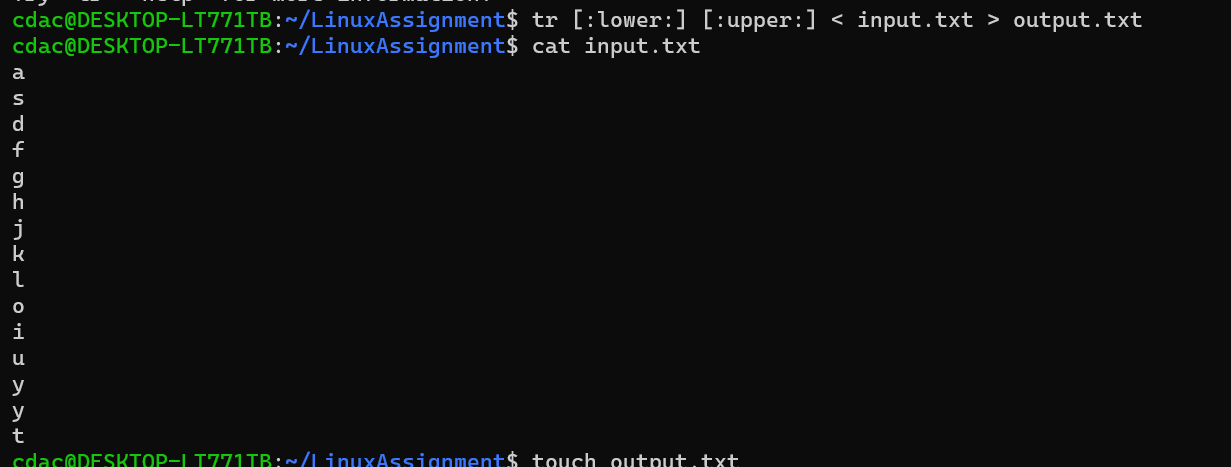 cdac@DESKTOP-LT771TB:~/LinuxAssignment$ tr [:lower:] [:upper:] < input.txt > output.txt
cdac@DESKTOP-LT771TB:~/LinuxAssignment$ cat input.txt
a
s
d
f
g
h
j
k
l
o
i
u
y
y
t
cdac@DESKTOP-LT771TB:~/LinuxAssignment$ touch output.txt